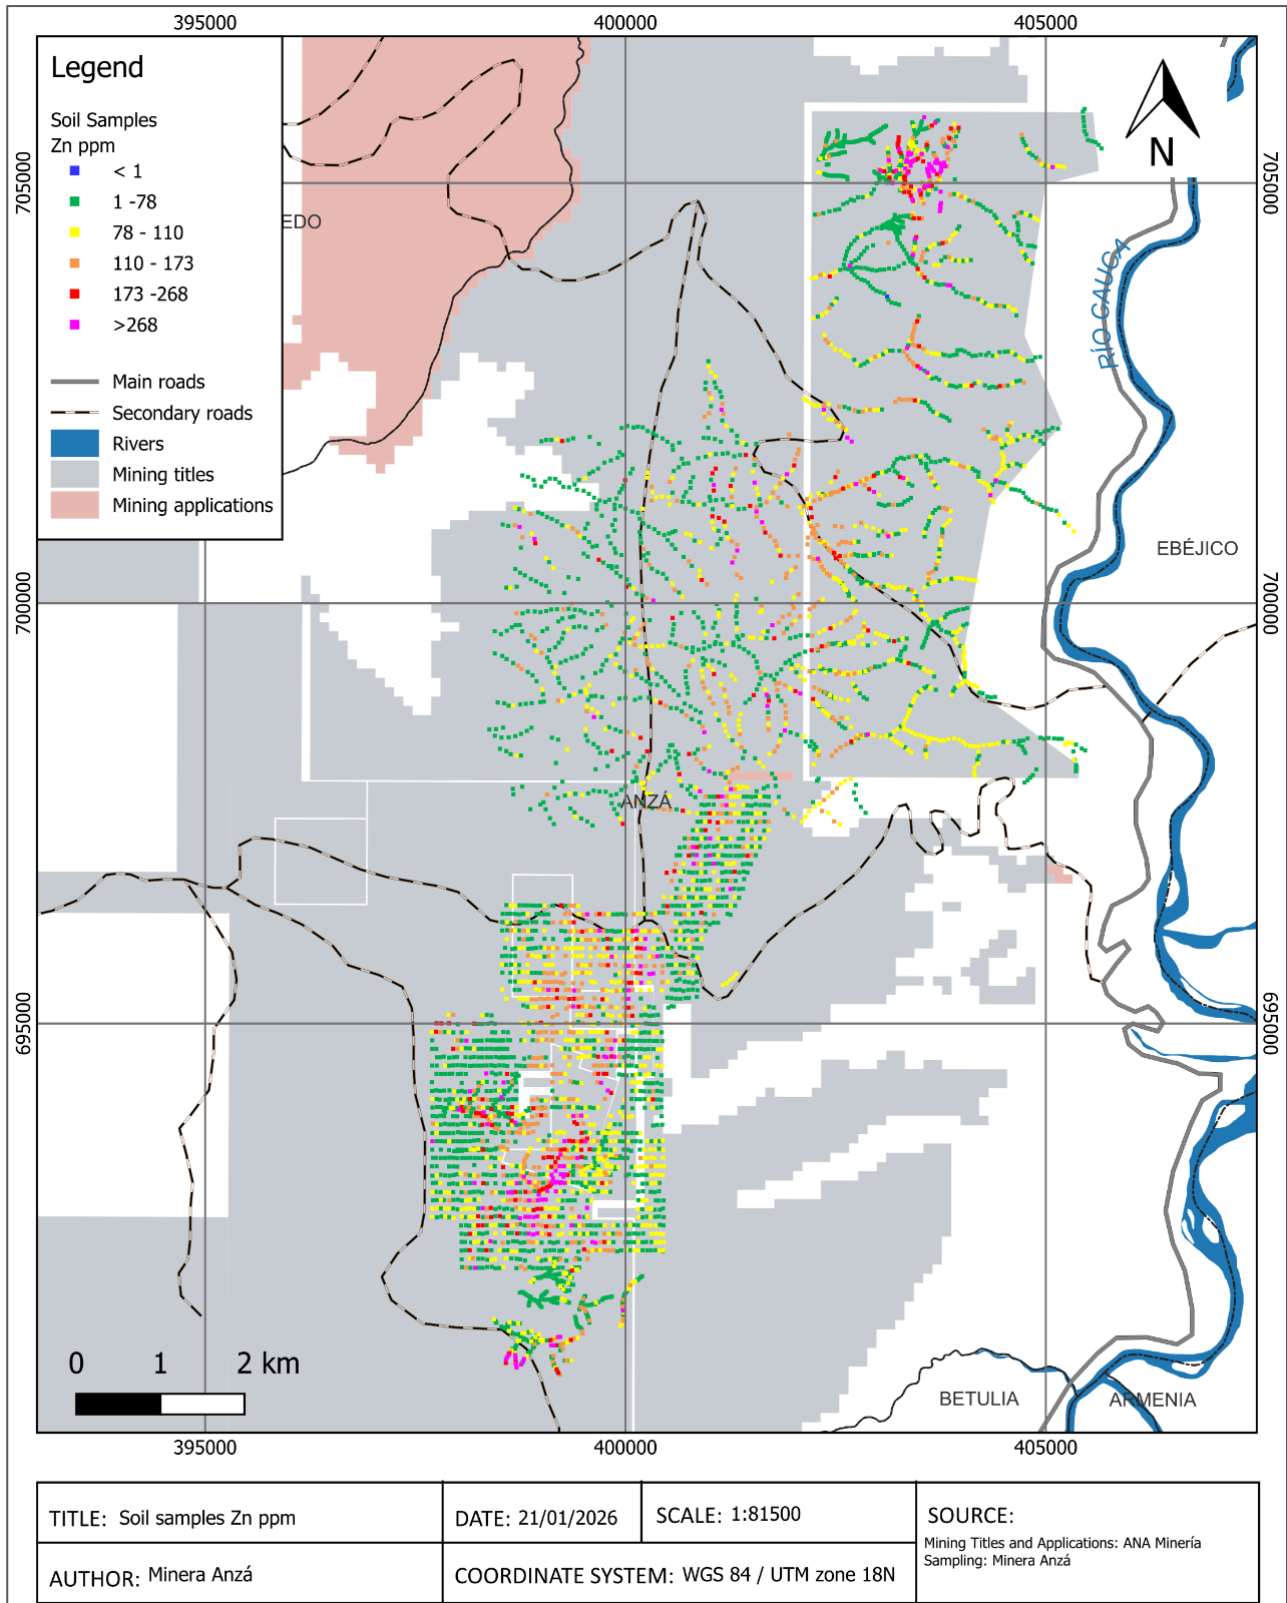 395000
400000
405000
Legend
Soil Samples
Zn ppm
< 1
1 -78
78 - 110
110 - 173
173 -268
>268
Main roads
Secondary roads
Rivers
Mining titles
Mining applications
N
705000
705000
EDO
RÍO CAUCA
EBÉJICO
700000
700000
ANZÁ
695000
695000
0 1 2 km
BETULIA
ARMENIA
395000
400000
405000
TITLE: Soil samples Zn ppm
DATE: 21/01/2026
SCALE: 1:81500
SOURCE:
Mining Titles and Applications: ANA Minería
Sampling: Minera Anzá
AUTHOR: Minera Anzá
COORDINATE SYSTEM: WGS 84 / UTM zone 18N